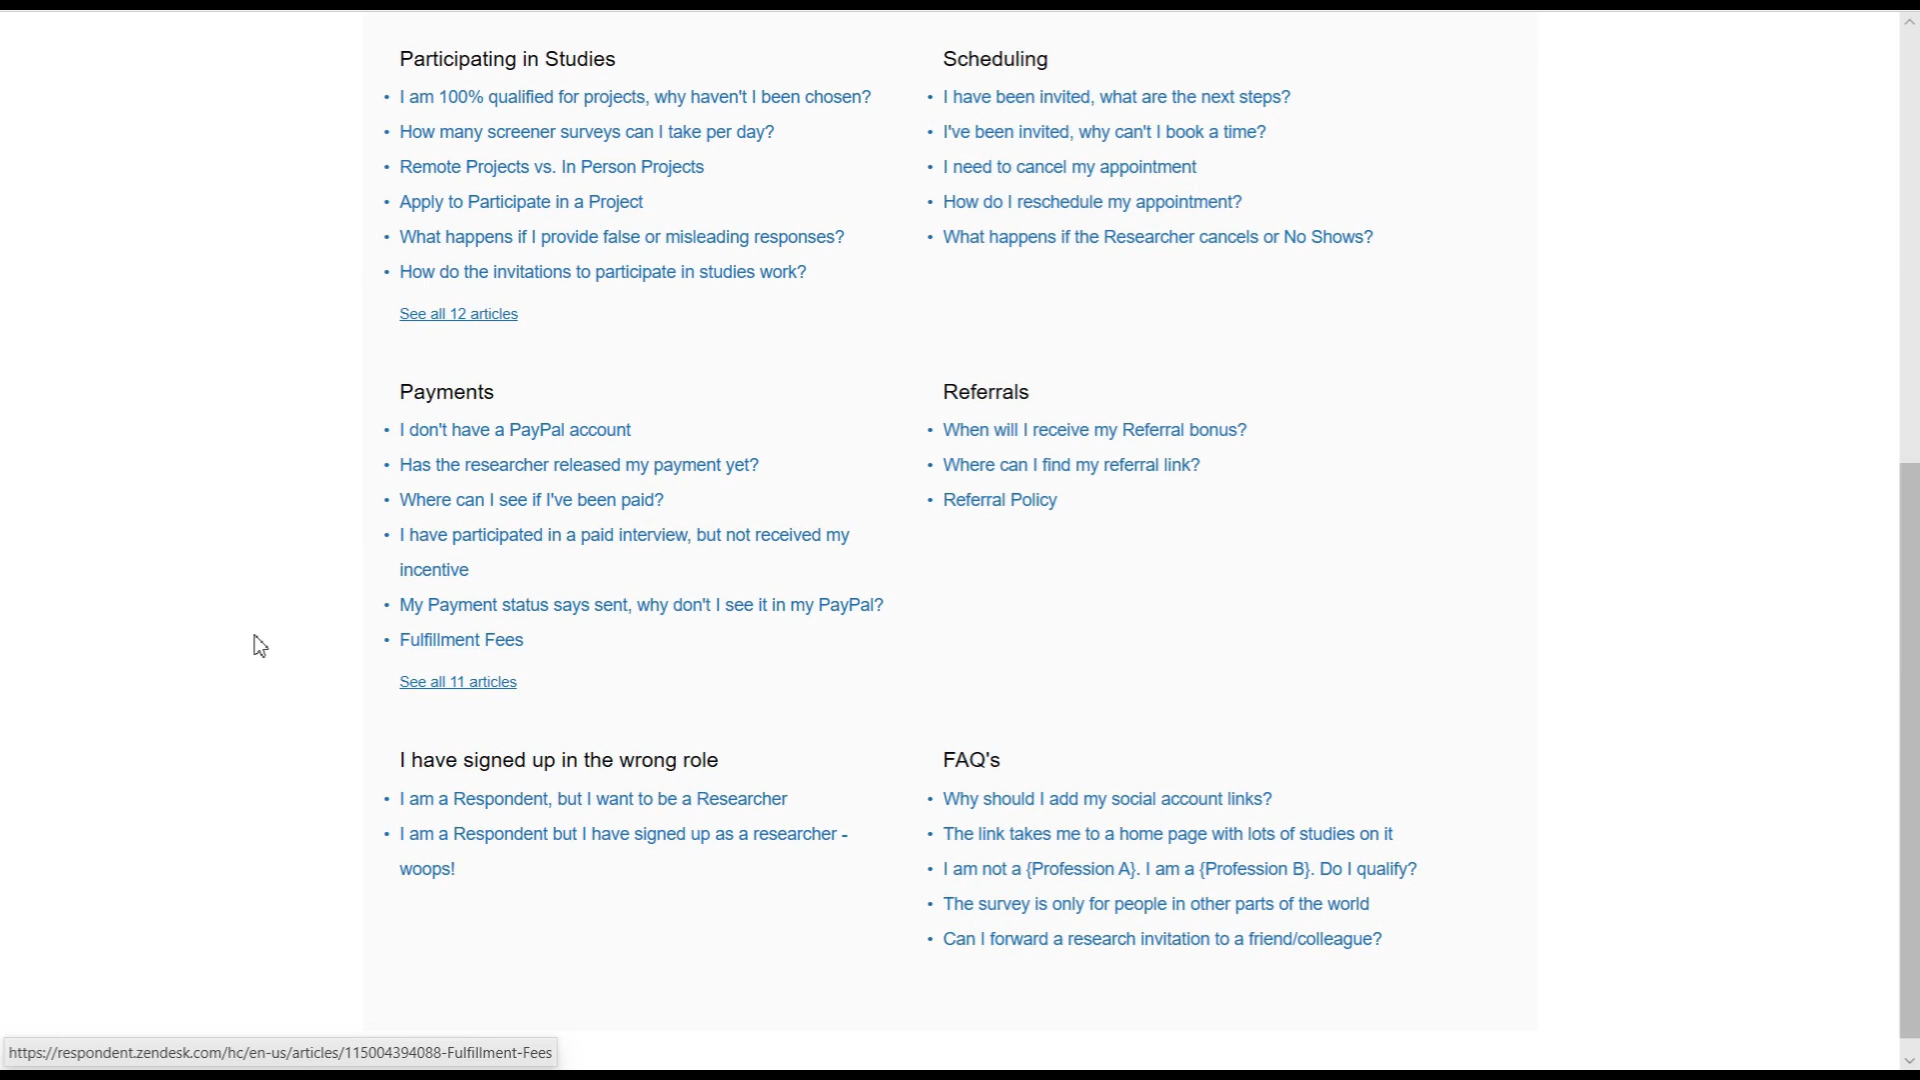 Participating in Studies
• I am 100% qualified for projects, why haven't I been chosen?
• How many screener surveys can I take per day?
• Remote Projects vs. In Person Projects
• Apply to Participate in a Project
• What happens if I provide false or misleading responses?
• How do the invitations to participate in studies work?
See all 12 articles
Scheduling
• I have been invited, what are the next steps?
• I've been invited, why can't I book a time?
• I need to cancel my appointment
• How do I reschedule my appointment?
• What happens if the Researcher cancels or No Shows?
Payments
• I don't have a PayPal account
• Has the researcher released my payment yet?
• Where can I see if I've been paid?
• I have participated in a paid interview, but not received my
incentive
• My Payment status says sent, why don't I see it in my PayPal?
• Fulfillment Fees
See all 11 articles
Referrals
• When will I receive my Referral bonus?
• Where can I find my referral link?
• Referral Policy
I have signed up in the wrong role
• I am a Respondent, but I want to be a Researcher
• I am a Respondent but I have signed up as a researcher -
woops!
FAQ's
• Why should I add my social account links?
• The link takes me to a home page with lots of studies on it
• I am not a {Profession A}. I am a {Profession B}. Do I qualify?
• The survey is only for people in other parts of the world
• Can I forward a research invitation to a friend/colleague?
https://respondent.zendesk.com/hc/en-us/articles/115004394088-Fulfillment-Fees